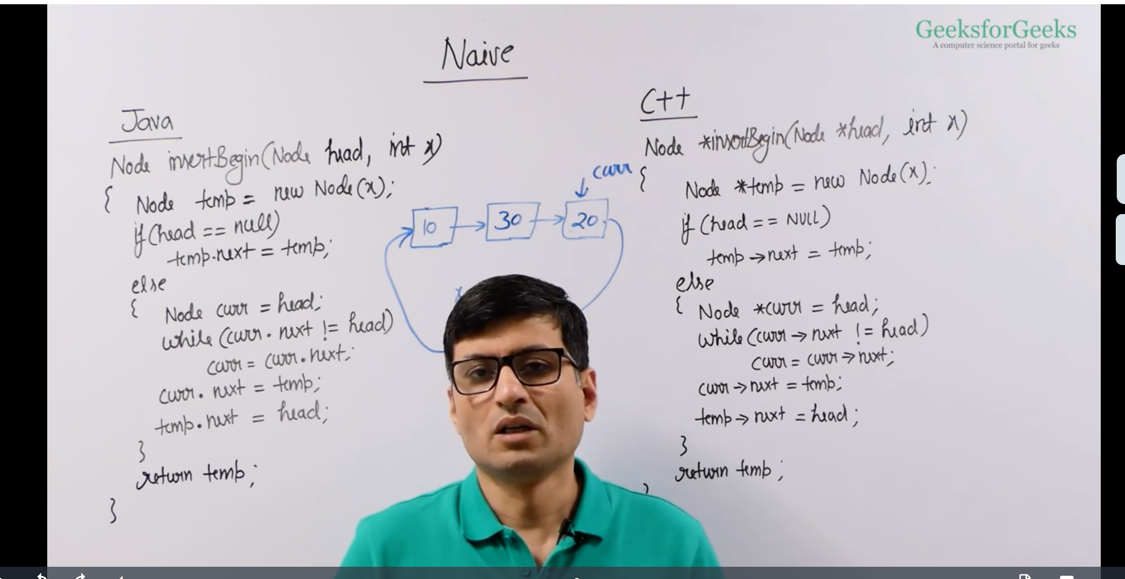 GeeksforGeeks
A computer science portal for geeks
Naive
Java
Node insertBegin(Node head, int x)
{ Node temp = new Node(x);
if(head == null)
temp.next = temp;
else
{ Node curr = head;
while (curr.next != head)
curr = curr.next;
curr.next = temp;
temp.next = head;
}
return temp;
}
curr
10
30
20
C++
Node *insertBegin(Node *head, int x)
{
Node *temp = new Node(x);
if (head == NULL)
temp→next = temp;
else
{ Node *curr = head;
while (curr→next != head)
curr = curr→next;
curr→next = temp;
temp→next = head;
}
return temp;
}